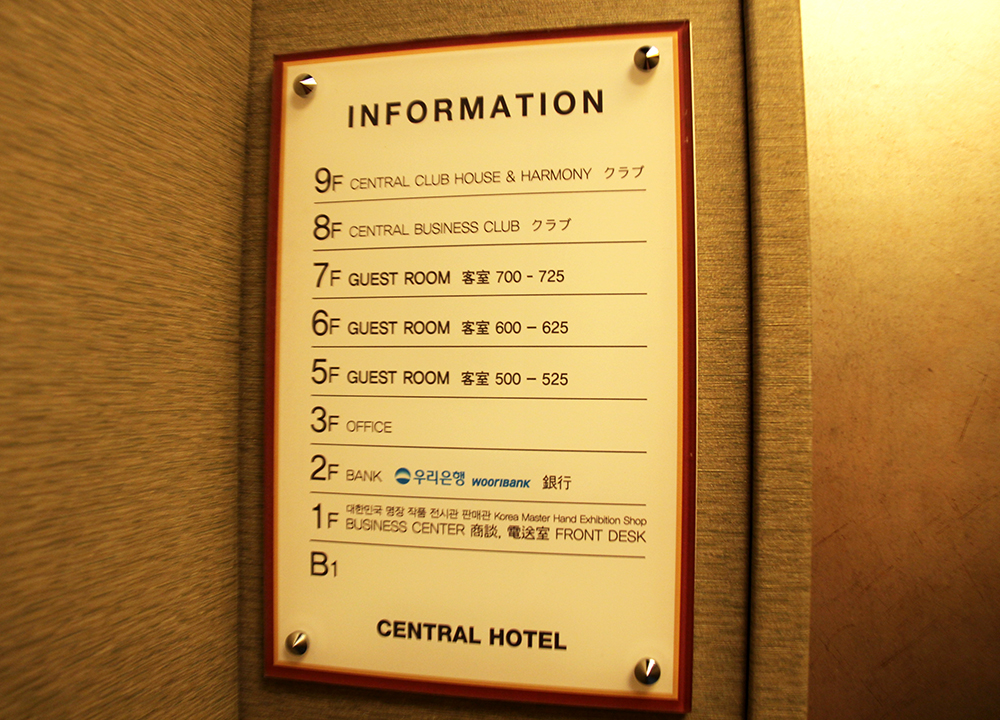 INFORMATION
9F CENTRAL CLUB HOUSE & HARMONY クラブ
8F CENTRAL BUSINESS CLUB クラブ
7F GUEST ROOM 客室 700 - 725
6F GUEST ROOM 客室 600 – 625
5F GUEST ROOM 客室 500 – 525
3F OFFICE
2F BANK 우리은행 WOORIBANK 銀行
1F 대한민국 명장 작품 전시관 판매관 Korea Master Hand Exhibition Shop
BUSINESS CENTER 商談, 電送室 FRONT DESK
B1
CENTRAL HOTEL